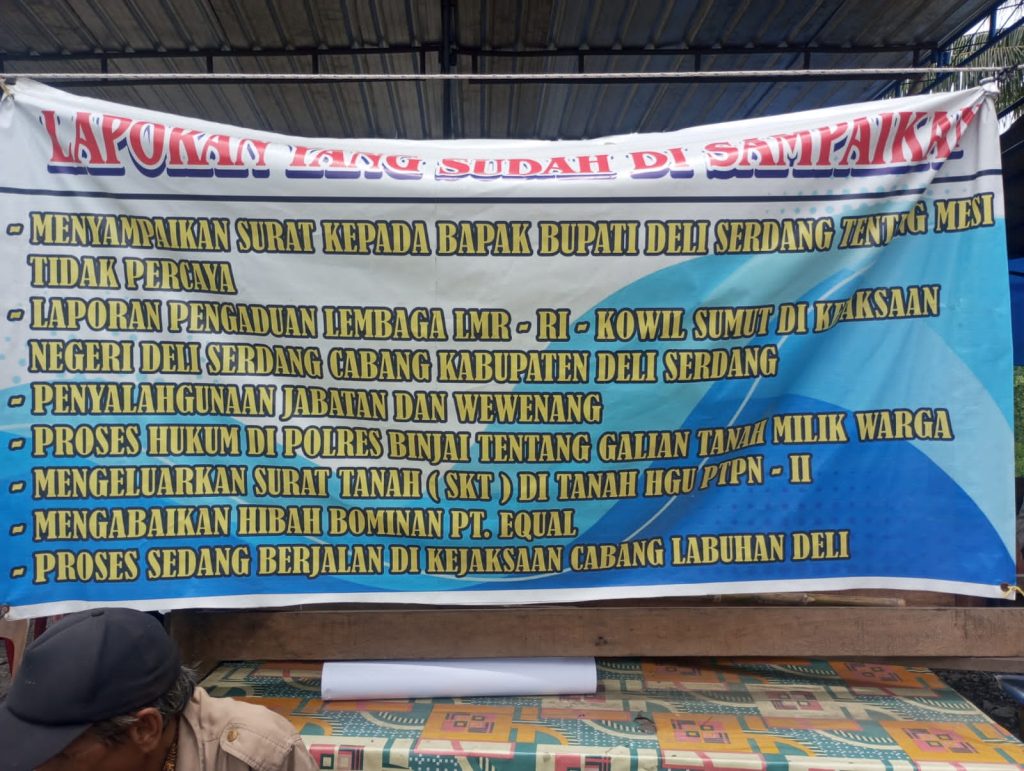 LAPORAN YANG SUDAH DI SAMPAIKAN
- MENYAMPAIKAN SURAT KEPADA BAPAK BUPATI DELI SERDANG TENTNG MESI
TIDAK PERCAYA
- LAPORAN PENGADUAN LEMBAGA LMR - RI - KOWIL SUMUT DI KEJAKSAAN
NEGERI DELI SERDANG CABANG KABUPATEN DELI SERDANG
- PENYALAHGUNAAN JABATAN DAN WEWENANG
- PROSES HUKUM DI POLRES BINJAI TENTANG GALIAN TANAH MILIK WARGA
- MENGELUARKAN SURAT TANAH ( SKT ) DI TANAH HGU PTPN - II
- MENGABAIKAN HIBAH BOMINAN PT. EQUAL
- PROSES SEDANG BERJALAN DI KEJAKSAAN CABANG LABUHAN DELI